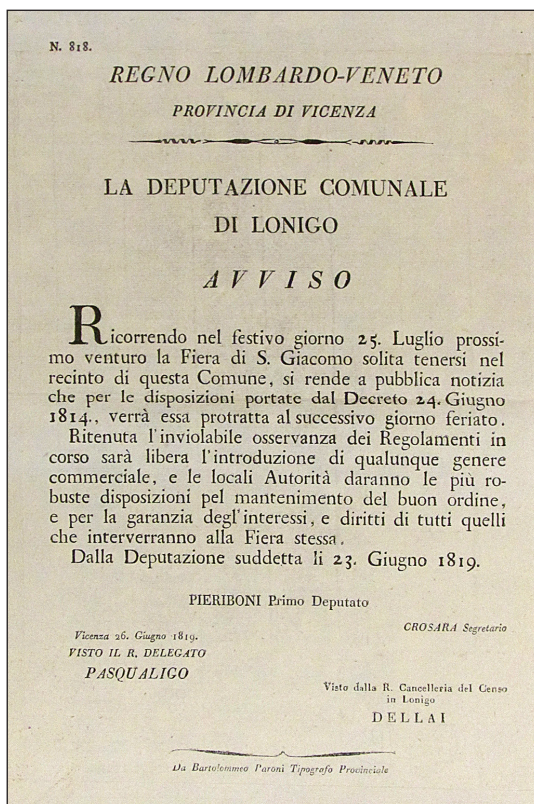 N. 818.
REGNO LOMBARDO-VENETO
PROVINCIA DI VICENZA
LA DEPUTAZIONE COMUNALE
DI LONIGO
AVVISO
Ricorrendo nel festivo giorno 25. Luglio prossi-
mo venturo la Fiera di S. Giacomo solita tenersi nel
recinto di questa Comune, si rende a pubblica notizia
che per le disposizioni portate dal Decreto 24. Giugno
1814., verrà essa protratta al successivo giorno feriato.
Ritenuta l'inviolabile osservanza dei Regolamenti in
corso sarà libera l'introduzione di qualunque genere
commerciale, e le locali Autorità daranno le più ro-
buste disposizioni pel mantenimento del buon ordine,
e per la garanzia degl'interessi, e diritti di tutti quelli
che interverranno alla Fiera stessa.
Dalla Deputazione suddetta li 23. Giugno 1819.
PIERIBONI Primo Deputato
CROSARA Segretario
Vicenza 26. Giugno 1819.
VISTO IL R. DELEGATO
PASQUALIGO
Visto dalla R. Cancelleria del Censo
in Lonigo
DELLAI
Da Bartolommeo Paroni Tipografo Provinciale